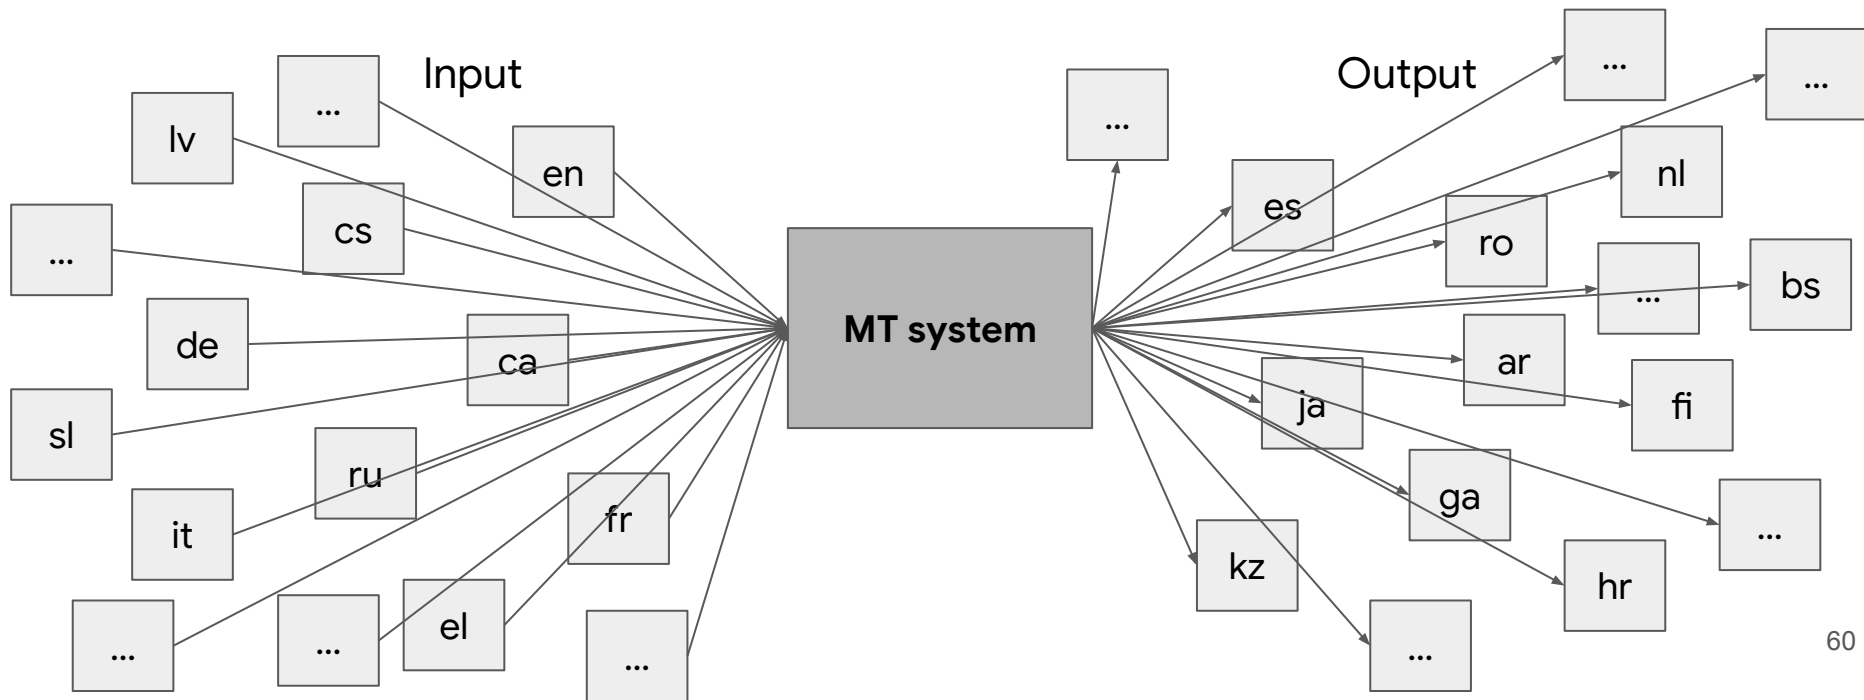 Input
...
lv
en
cs
...
de
ca
sl
ru
it
fr
el
...
...
...
MT system
Output
...
...
...
nl
es
ro
...
bs
ar
ja
fi
ga
...
kz
hr
...
60